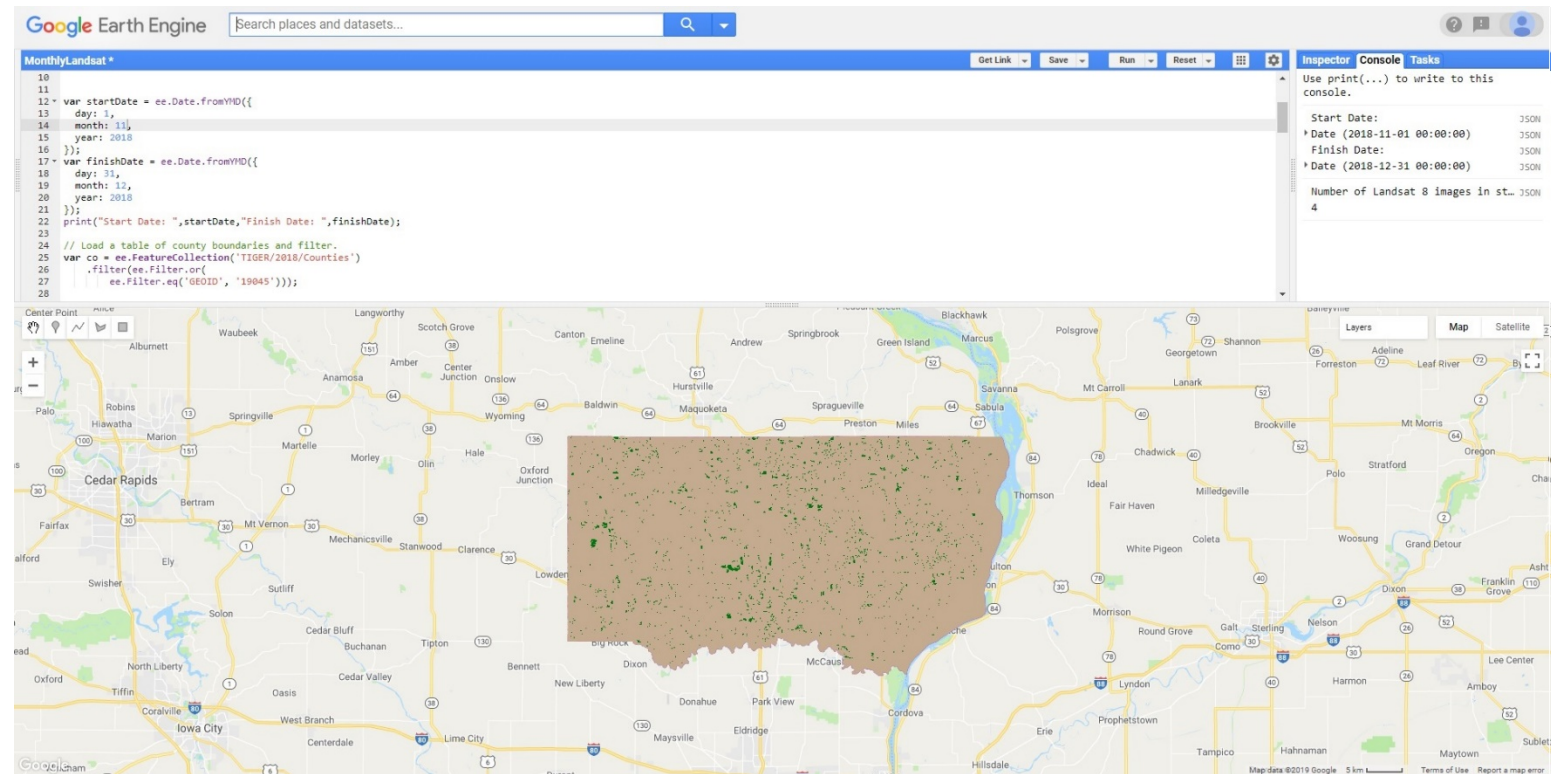 Google Earth Engine
Search places and datasets...
MonthlyLandsat *
Get Link
Save
Run
Reset
Inspector Console Tasks
10
11
12 var startDate = ee.Date.fromYMD({
13 day: 1,
14 month: 11,
15 year: 2018
16 });
17 var finishDate = ee.Date.fromYMD({
18 day: 31,
19 month: 12,
20 year: 2018
21 });
22 print("Start Date: ",startDate,"Finish Date: ",finishDate);
23
24 // Load a table of county boundaries and filter.
25 var co = ee.FeatureCollection('TIGER/2018/Counties')
26 .filter(ee.Filter.or(
27 ee.Filter.eq('GEOID', '19045')));
28
Use print(...) to write to this
console.
Start Date: JSON
Date (2018-11-01 00:00:00) JSON
Finish Date: JSON
Date (2018-12-31 00:00:00) JSON
Number of Landsat 8 images in st… JSON
4
Layers
Map
Satellite
Center Point
Langworthy
Blackhawk
Waubeek
Scotch Grove
Canton
Emeline
Andrew
Springbrook
Green Island
Marcus
Polsgrove
Georgetown
Shannon
Adeline
Forreston
Leaf River
Alburnett
Amber
Center
Junction
Onslow
Anamosa
Hurstville
Savanna
Mt Carroll
Lanark
Palo
Robins
Hiawatha
Marion
Springville
Wyoming
Baldwin
Maquoketa
Spragueville
Preston
Miles
Sabula
Brookville
Mt Morris
Martelle
Morley
Olin
Hale
Oxford
Junction
Chadwick
Oregon
Polo
Stratford
Cedar Rapids
Bertram
Thomson
Ideal
Milledgeville
Fair Haven
Fairfax
Mt Vernon
Mechanicsville
Stanwood
Clarence
White Pigeon
Coleta
Woosung
Grand Detour
Ely
Lowden
Swisher
Sutliff
Dixon
Franklin
Grove
Solon
Morrison
Cedar Bluff
Buchanan
Tipton
Big Rock
Round Grove
Galt
Sterling
Como
Nelson
North Liberty
Bennett
Dixon
Lee Center
Oxford
Tiffin
Cedar Valley
New Liberty
Lyndon
Harmon
Amboy
Oasis
Donahue
Park View
Cordova
Coralville
Iowa City
West Branch
Prophetstown
Centerdale
Lime City
Maysville
Eldridge
Erie
Hillsdale
Tampico
Hahnaman
Maytown
Google
Map data ©2019 Google 5 km Terms of Use Report a map error